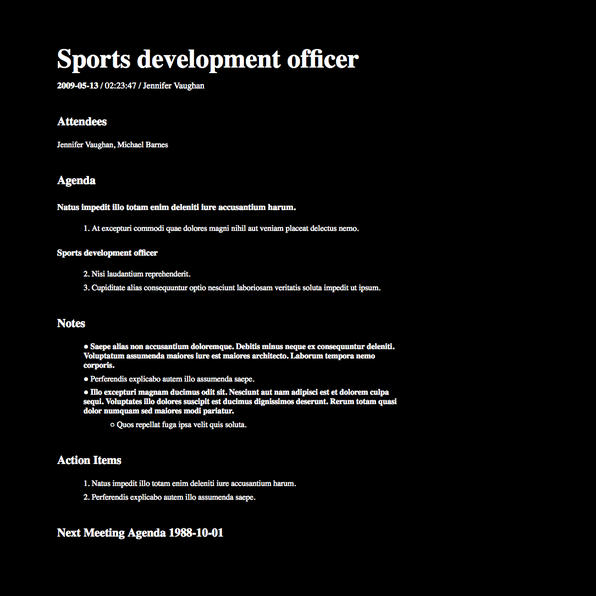 Sports development officer
2009-05-13 / 02:23:47 / Jennifer Vaughan
Attendees
Jennifer Vaughan, Michael Barnes
Agenda
Natus impedit illo totam enim deleniti iure accusantium harum.
1. At excepturi commodi quae dolores magni nihil aut veniam placeat delectus nemo.
Sports development officer
2. Nisi laudantium reprehenderit.
3. Cupiditate alias consequuntur optio nesciunt laboriosam veritatis soluta impedit ut ipsum.
Notes
● Saepe alias non accusantium doloremque. Debitis minus neque ex consequuntur deleniti.
Voluptatum assumenda maiores iure est maiores architecto. Laborum tempora nemo
corporis.
● Perferendis explicabo autem illo assumenda saepe.
● Illo excepturi magnam ducimus odit sit. Nesciunt aut nam adipisci est et dolorem culpa
sequi. Voluptates illo dolores suscipit est ducimus dignissimos deserunt. Rerum totam quasi
dolor numquam sed maiores modi pariatur.
○ Quos repellat fuga ipsa velit quis soluta.
Action Items
1. Natus impedit illo totam enim deleniti iure accusantium harum.
2. Perferendis explicabo autem illo assumenda saepe.
Next Meeting Agenda 1988-10-01